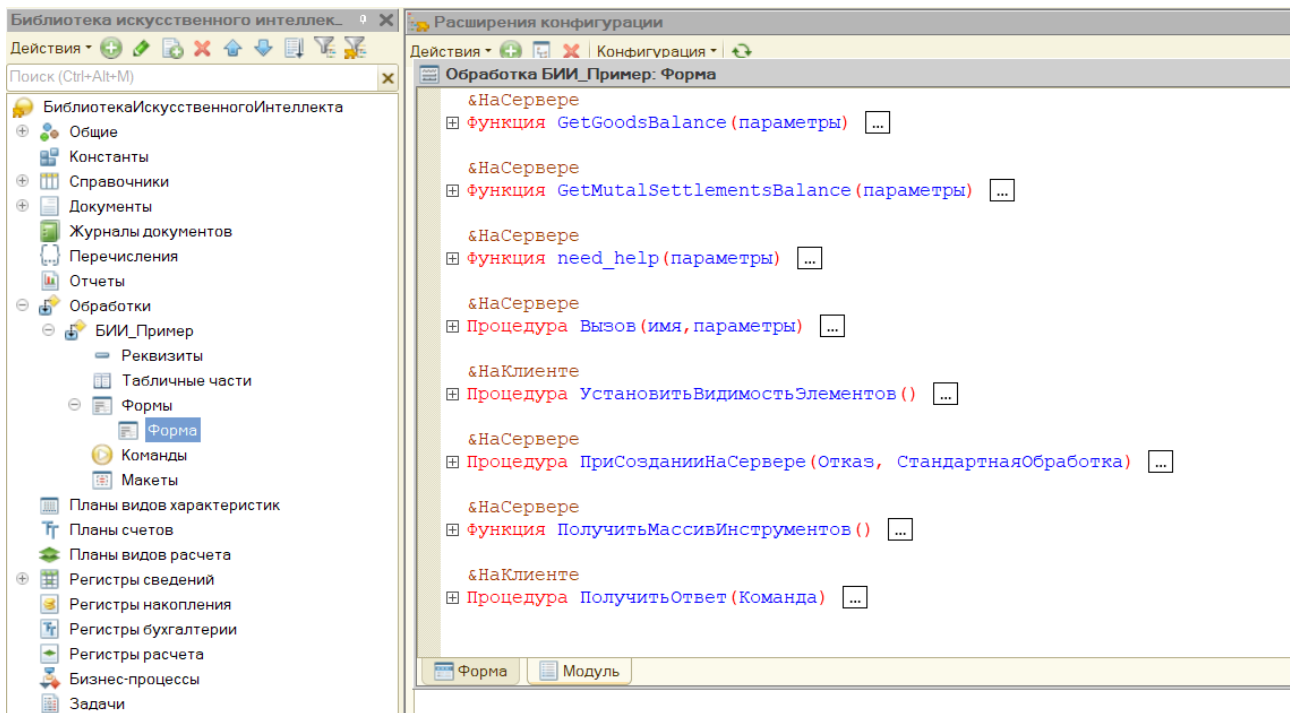 Библиотека искусственного интеллек_
Действия
Поиск (Ctrl+Alt+M)
БиблиотекаИскусственногоИнтеллекта
Общие
Константы
Справочники
Документы
Журналы документов
Перечисления
Отчеты
Обработки
БИИ_Пример
Реквизиты
Табличные части
Формы
Форма
Команды
Макеты
Планы видов характеристик
Планы счетов
Планы видов расчета
Регистры сведений
Регистры накопления
Регистры бухгалтерии
Регистры расчета
Бизнес-процессы
Задачи
Расширения конфигурации
Действия Конфигурация
Обработка БИИ_Пример: Форма
&НаСервере
Функция GetGoodsBalance(параметры) ...
&НаСервере
Функция GetMutalSettlementsBalance(параметры) ...
&НаСервере
Функция need_help(параметры) ...
&НаСервере
Процедура Вызов(имя,параметры) ...
&НаКлиенте
Процедура УстановитьВидимостьЭлементов() ...
&НаСервере
Процедура ПриСозданииНаСервере(Отказ, СтандартнаяОбработка) ...
&НаСервере
Функция ПолучитьМассивИнструментов() ...
&НаКлиенте
Процедура ПолучитьОтвет(Команда) ...
Форма Модуль